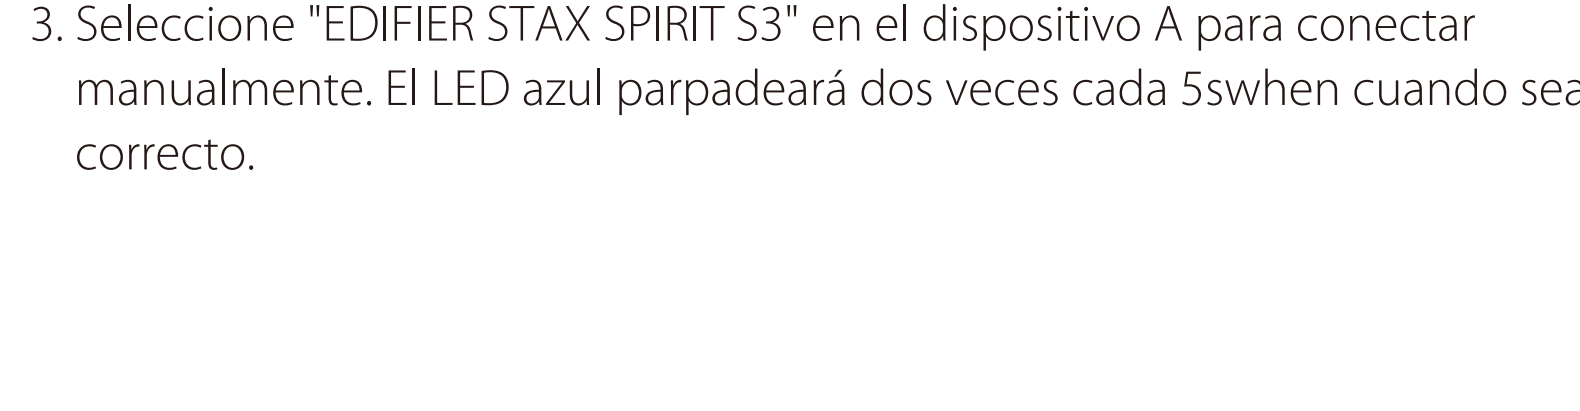 3. Seleccione "EDIFIER STAX SPIRIT S3" en el dispositivo A para conectar
manualmente. El LED azul parpadeará dos veces cada 5swhen cuando sea
correcto.